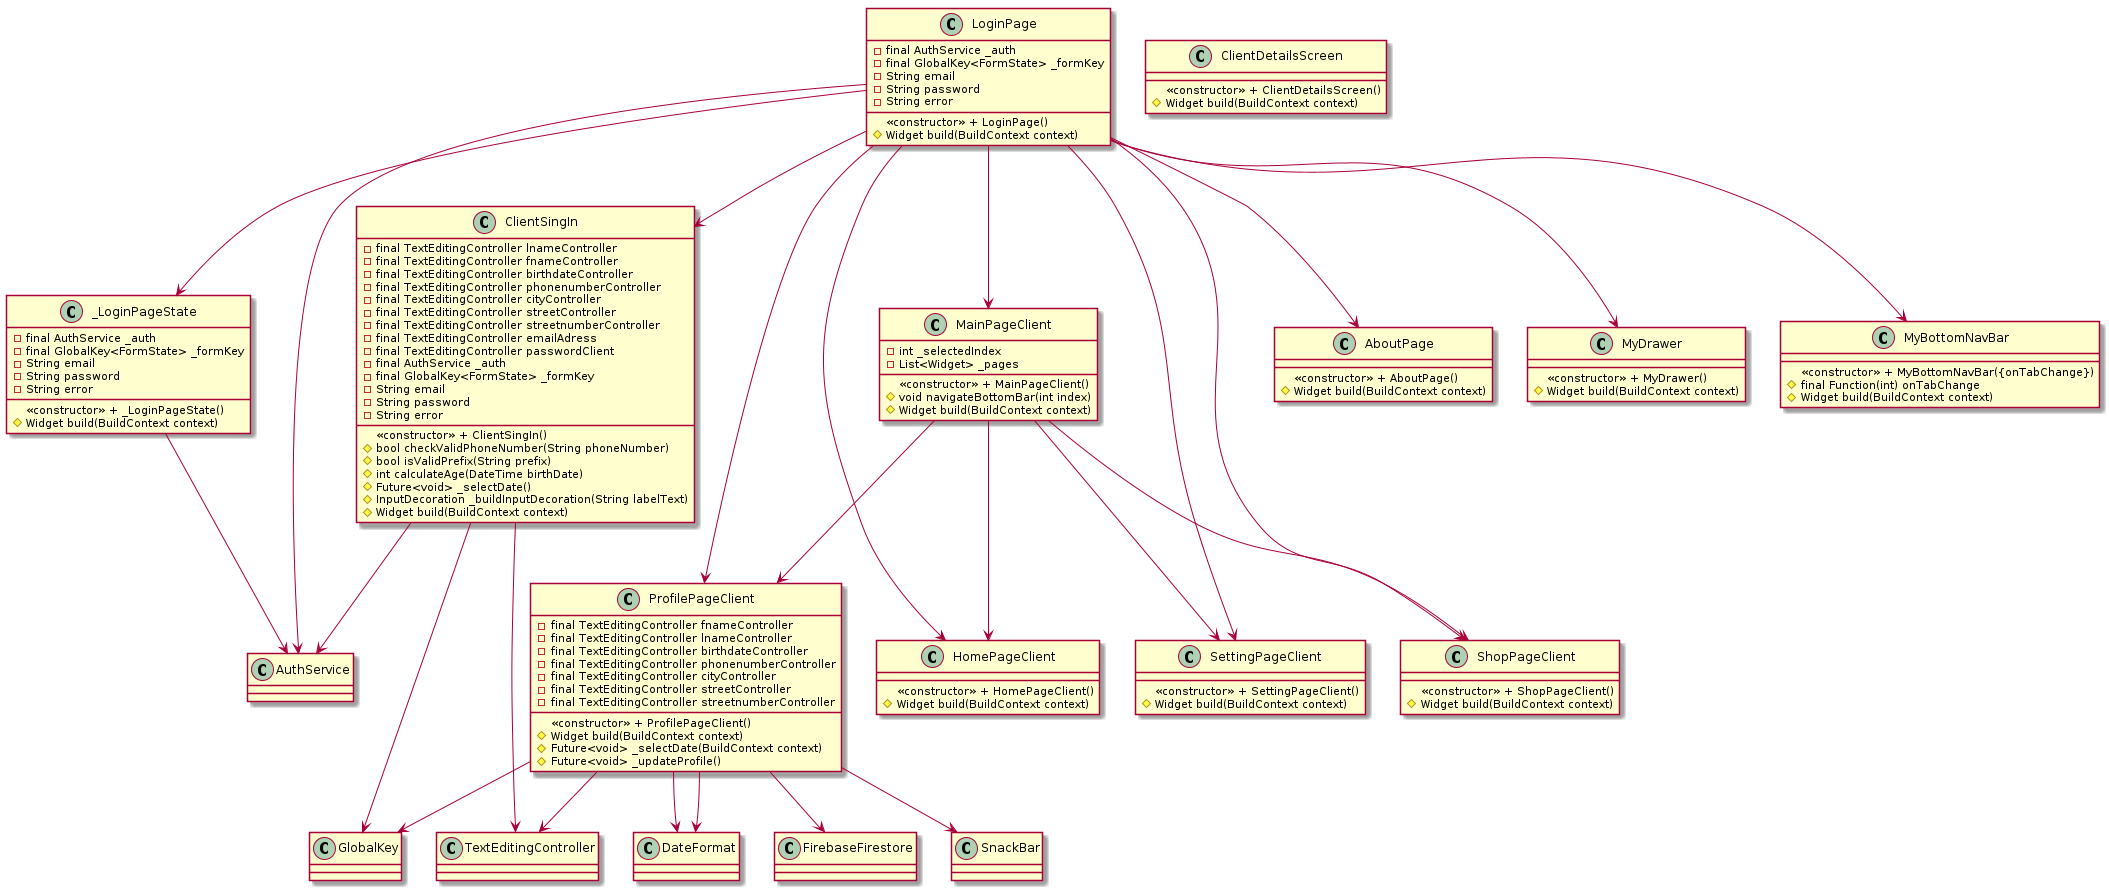 C LoginPage
final AuthService _auth
final GlobalKey<FormState> _formKey
String email
String password
String error
«constructor» + LoginPage()
Widget build(BuildContext context)
C ClientDetailsScreen
«constructor» + ClientDetailsScreen()
Widget build(BuildContext context)
C ClientSingIn
final TextEditingController lnameController
final TextEditingController fnameController
final TextEditingController birthdateController
final TextEditingController phonenumberController
final TextEditingController cityController
final TextEditingController streetController
final TextEditingController streetnumberController
final TextEditingController emailAdress
final TextEditingController passwordClient
final AuthService _auth
final GlobalKey<FormState> _formKey
String email
String password
String error
«constructor» + ClientSingIn()
bool checkValidPhoneNumber(String phoneNumber)
bool isValidPrefix(String prefix)
int calculateAge(DateTime birthDate)
Future<void> _selectDate()
InputDecoration _buildInputDecoration(String labelText)
Widget build(BuildContext context)
C _LoginPageState
final AuthService _auth
final GlobalKey<FormState> _formKey
String email
String password
String error
«constructor» + _LoginPageState()
Widget build(BuildContext context)
C MainPageClient
int _selectedIndex
List<Widget> _pages
«constructor» + MainPageClient()
void navigateBottomBar(int index)
Widget build(BuildContext context)
C AboutPage
«constructor» + AboutPage()
Widget build(BuildContext context)
C MyDrawer
«constructor» + MyDrawer()
Widget build(BuildContext context)
C MyBottomNavBar
«constructor» + MyBottomNavBar({onTabChange})
final Function(int) onTabChange
Widget build(BuildContext context)
C AuthService
C ProfilePageClient
final TextEditingController fnameController
final TextEditingController lnameController
final TextEditingController birthdateController
final TextEditingController phonenumberController
final TextEditingController cityController
final TextEditingController streetController
final TextEditingController streetnumberController
«constructor» + ProfilePageClient()
Widget build(BuildContext context)
Future<void> _selectDate(BuildContext context)
Future<void> _updateProfile()
C HomePageClient
«constructor» + HomePageClient()
Widget build(BuildContext context)
C SettingPageClient
«constructor» + SettingPageClient()
Widget build(BuildContext context)
C ShopPageClient
«constructor» + ShopPageClient()
Widget build(BuildContext context)
C GlobalKey
C TextEditingController
C DateFormat
C FirebaseFirestore
C SnackBar